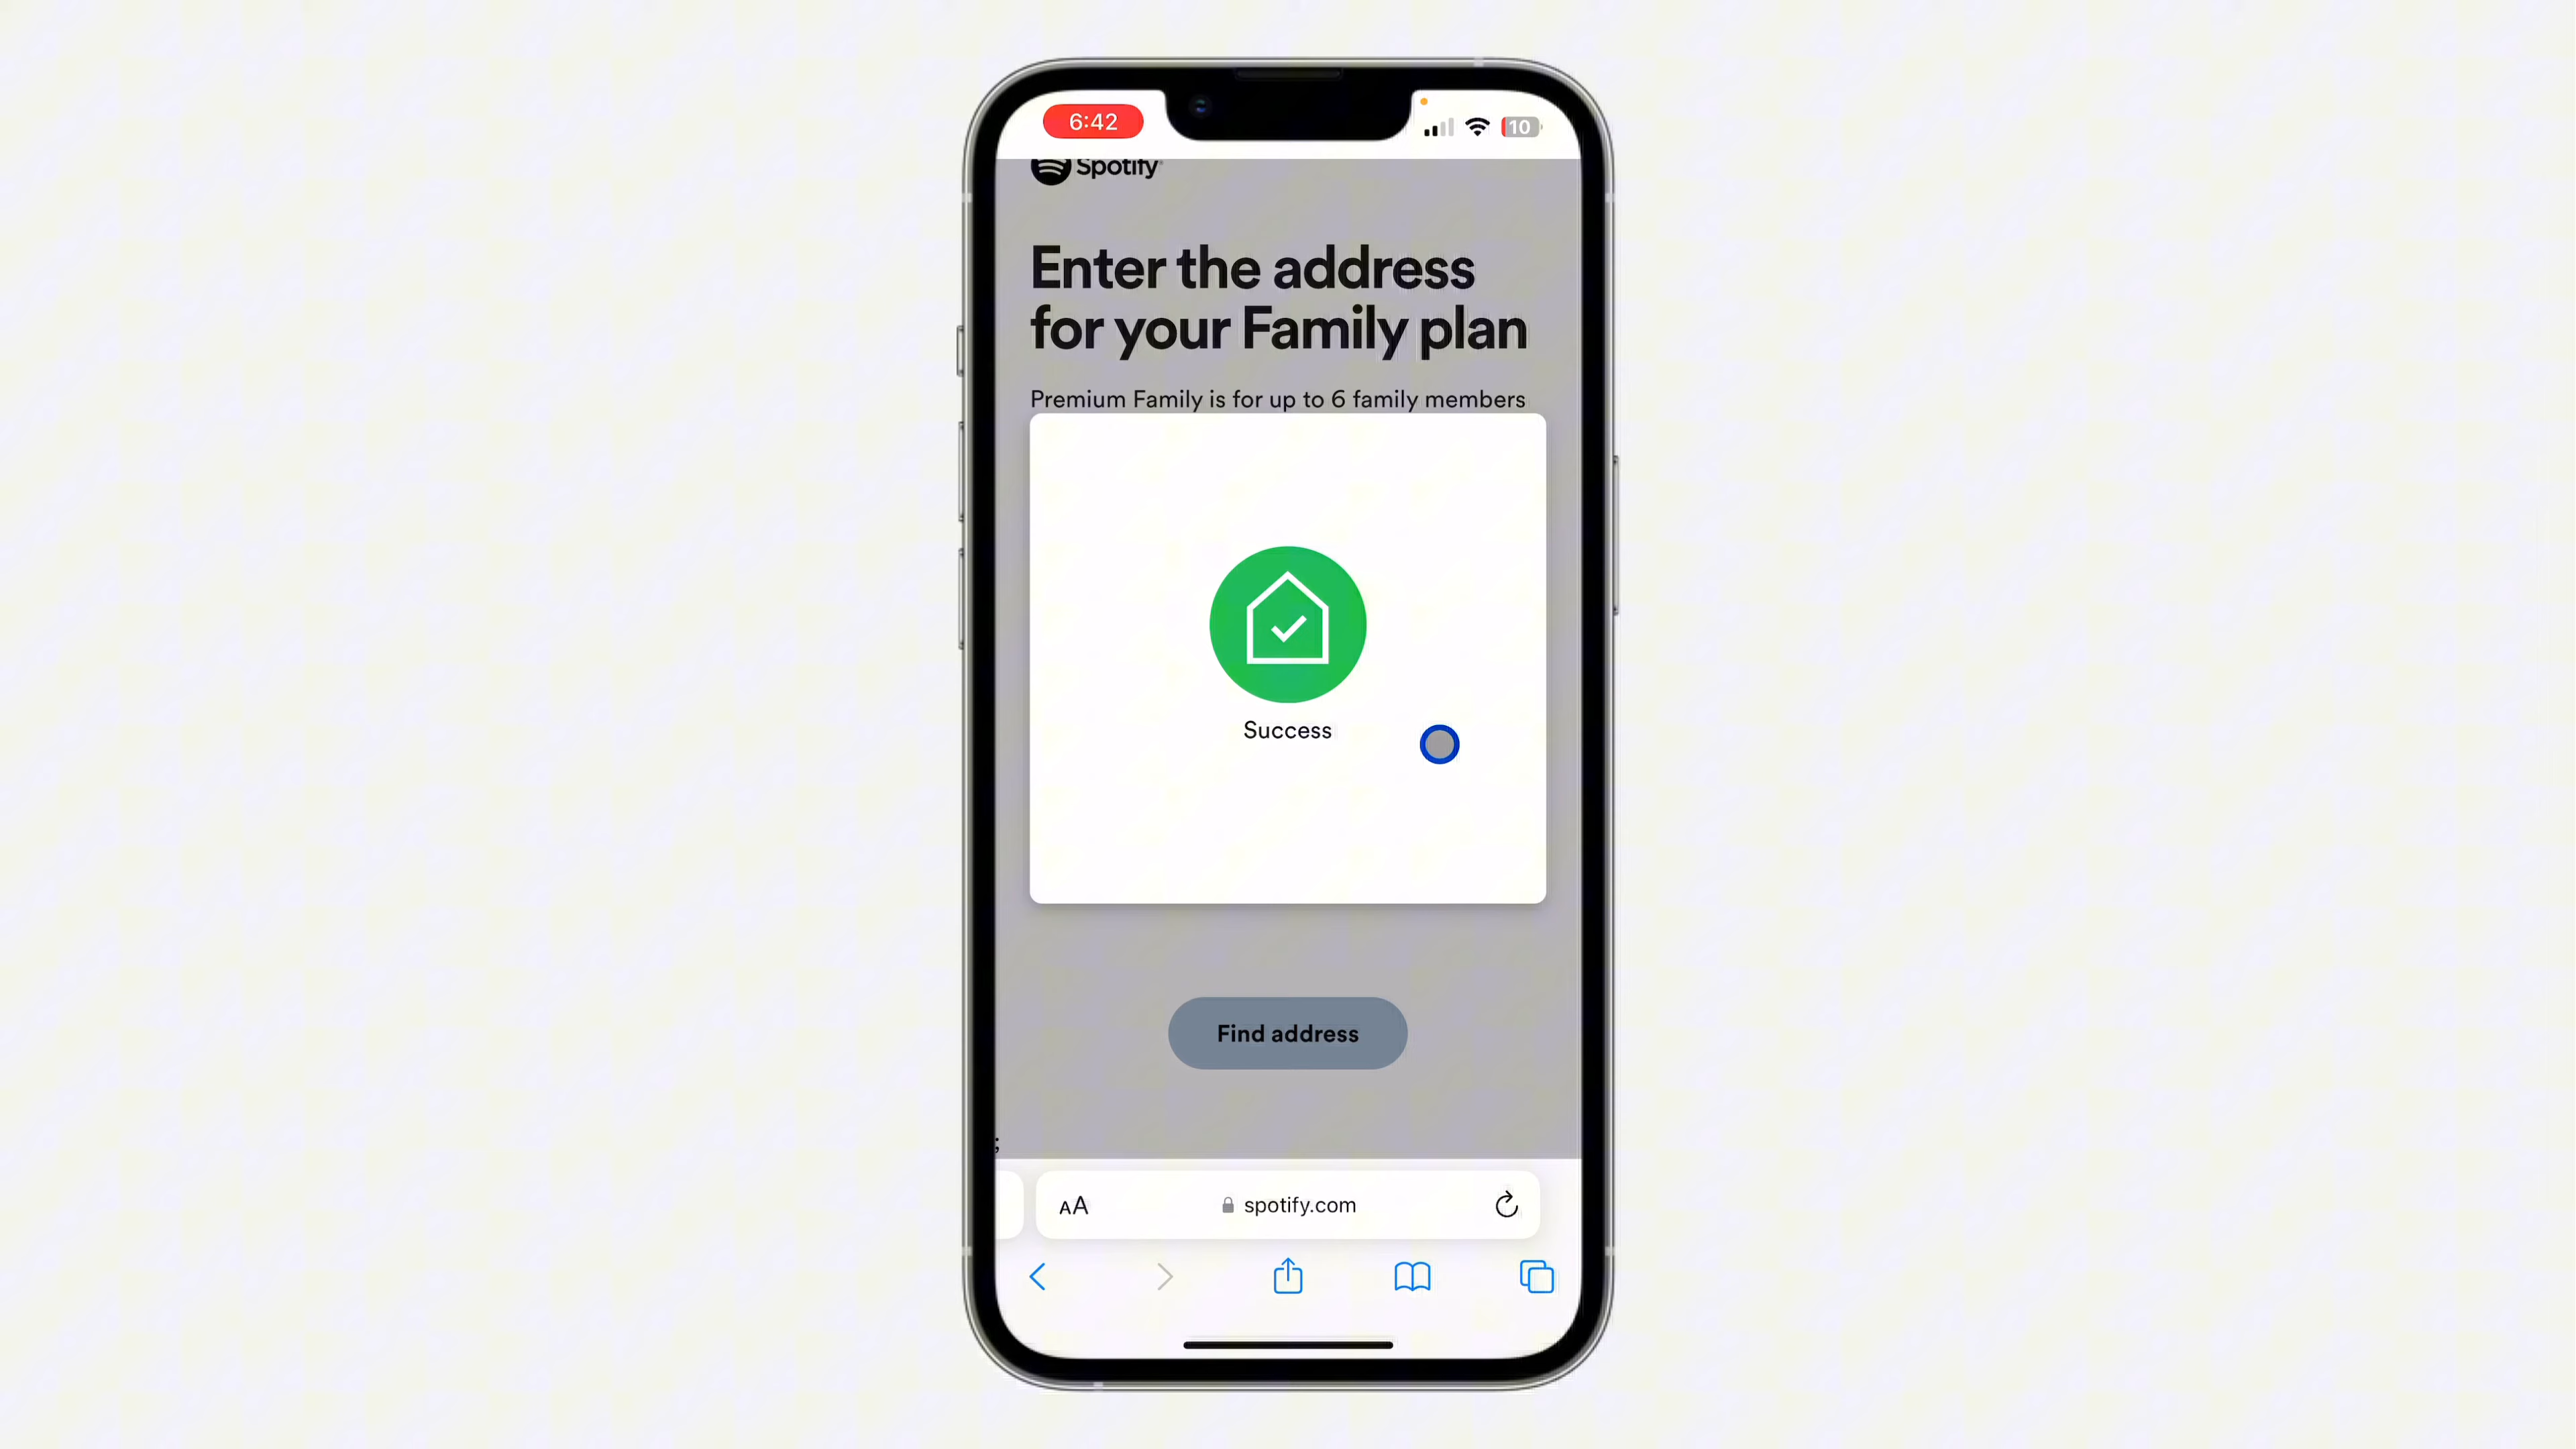 6:42
10
Spotify
Enter the address
for your Family plan
Premium Family is for up to 6 family members
Success
Find address
;
AA
spotify.com